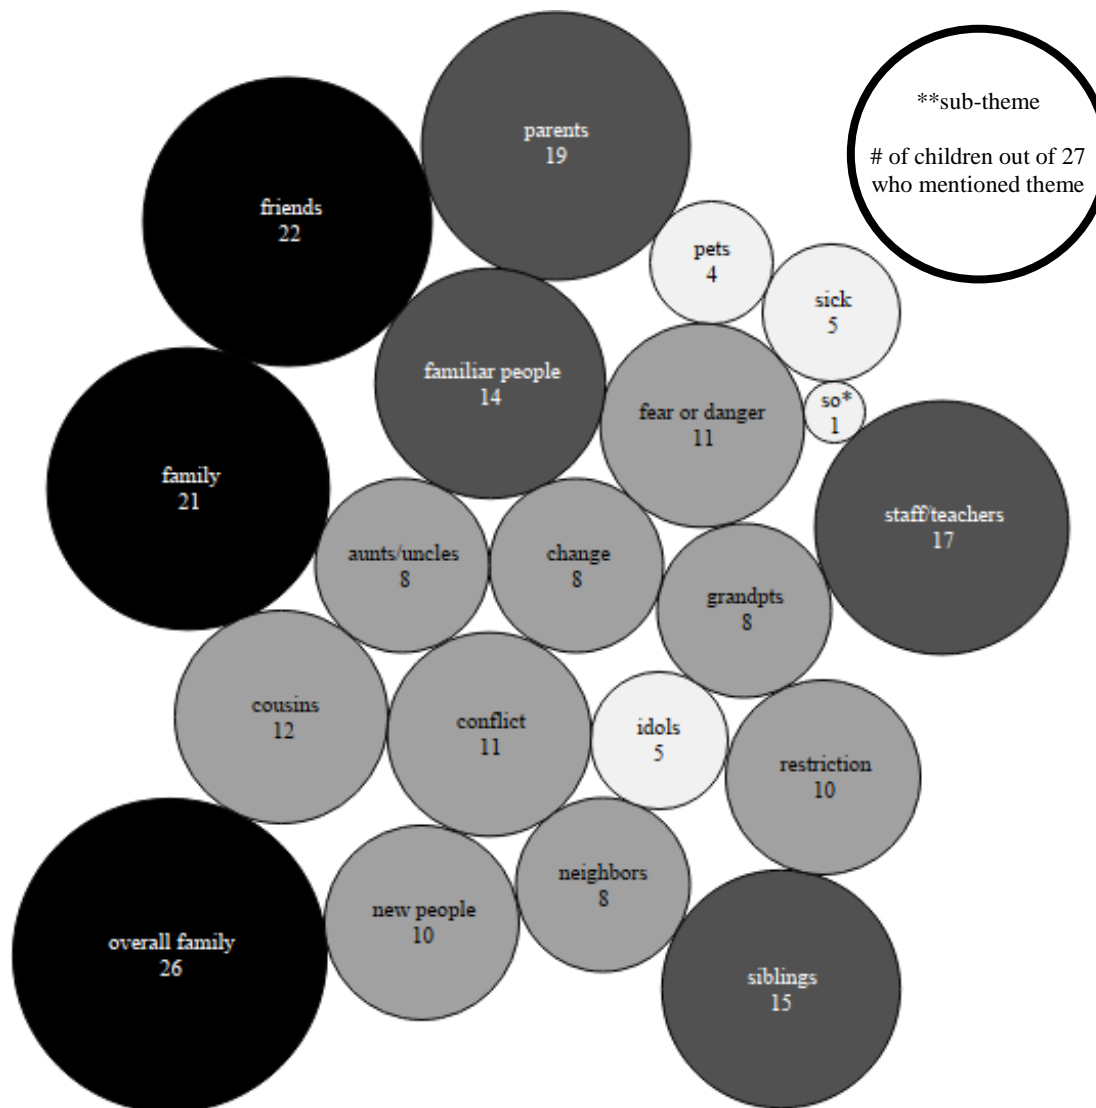 **sub-theme
# of children out of 27
who mentioned theme
parents
19
friends
22
pets
4
sick
5
familiar people
14
so*
1
fear or danger
11
family
21
staff/teachers
17
aunts/uncles
8
change
8
grandpts
8
cousins
12
conflict
11
idols
5
restriction
10
neighbors
8
new people
10
overall family
26
siblings
15